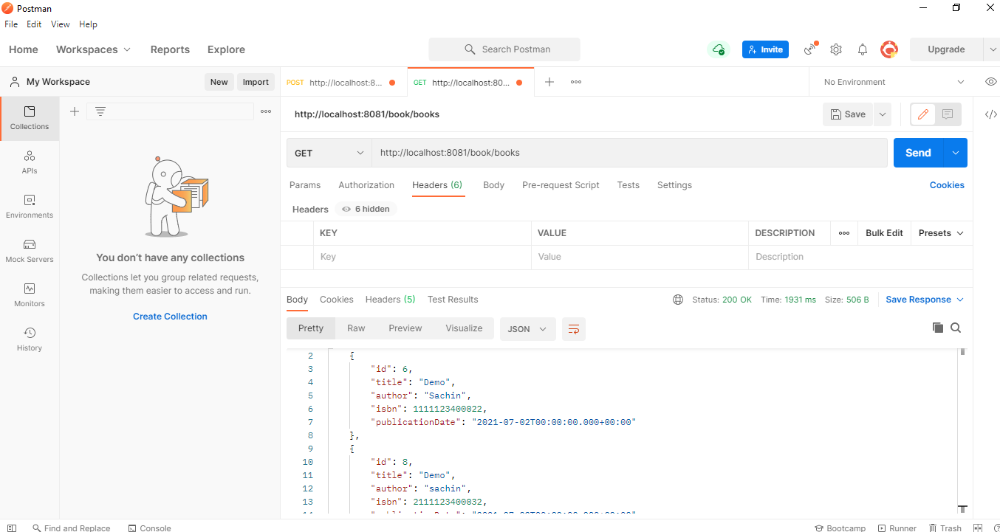 Postman
File Edit View Help
Home Workspaces Reports Explore
Search Postman
Invite
Upgrade
My Workspace
New Import
POST http://localhost:8...
GET http://localhost:80...
No Environment
Collections
APIs
Environments
Mock Servers
Monitors
History
You don't have any collections
Collections let you group related requests,
making them easier to access and run.
Create Collection
http://localhost:8081/book/books
Save
GET http://localhost:8081/book/books
Send
Params Authorization Headers (6) Body Pre-request Script Tests Settings
Cookies
Headers 6 hidden
KEY VALUE DESCRIPTION Bulk Edit Presets
Key Value Description
Body Cookies Headers (5) Test Results
Status: 200 OK Time: 1931 ms Size: 506 B Save Response
Pretty Raw Preview Visualize JSON
2 {
3 "id": 6,
4 "title": "Demo",
5 "author": "Sachin",
6 "isbn": 1111123400022,
7 "publicationDate": "2021-07-02T00:00:00.000+00:00"
8 },
9 {
10 "id": 8,
11 "title": "Demo",
12 "author": "sachin",
13 "isbn": 2111123400032,
Find and Replace Console
Bootcamp Runner Trash